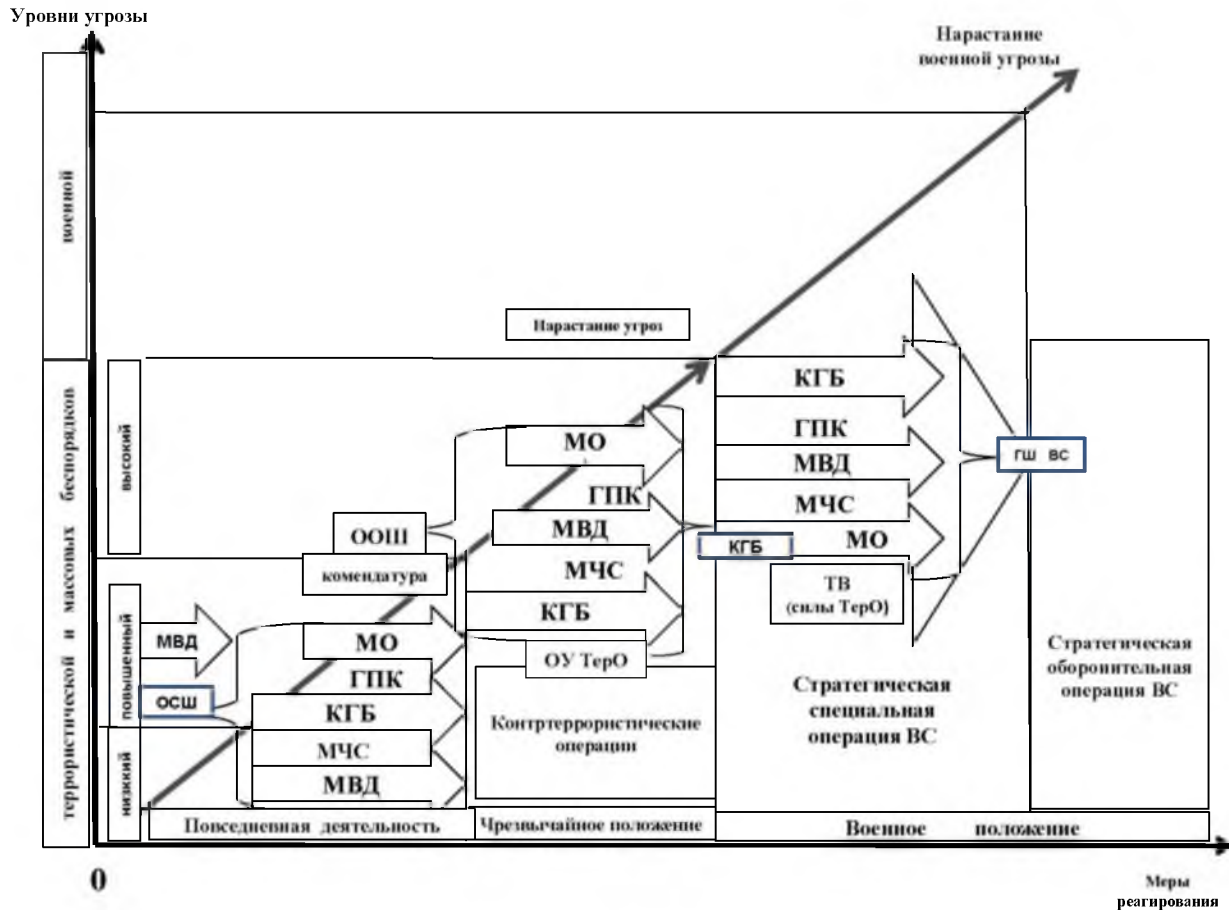 Уровни угрозы
Нарастание
военной угрозы
военной
Нарастание угроз
КГБ
ГПК
МВД
МЧС
МО
ГШ ВС
КГБ
ТВ
(силы ТерО)
террористической и массовых беспорядков
высокий
МО
ГПК
МВД
МЧС
КГБ
ОУ ТерО
ООШ
комендатура
повышенный
МВД
ОСШ
МО
ГПК
КГБ
МЧС
МВД
низкий
Контртеррористические
операции
Стратегическая
специальная
операция ВС
Стратегическая
оборонительная
операция ВС
Повседневная деятельность
Чрезвычайное положение
Военное положение
0
Меры
реагирования